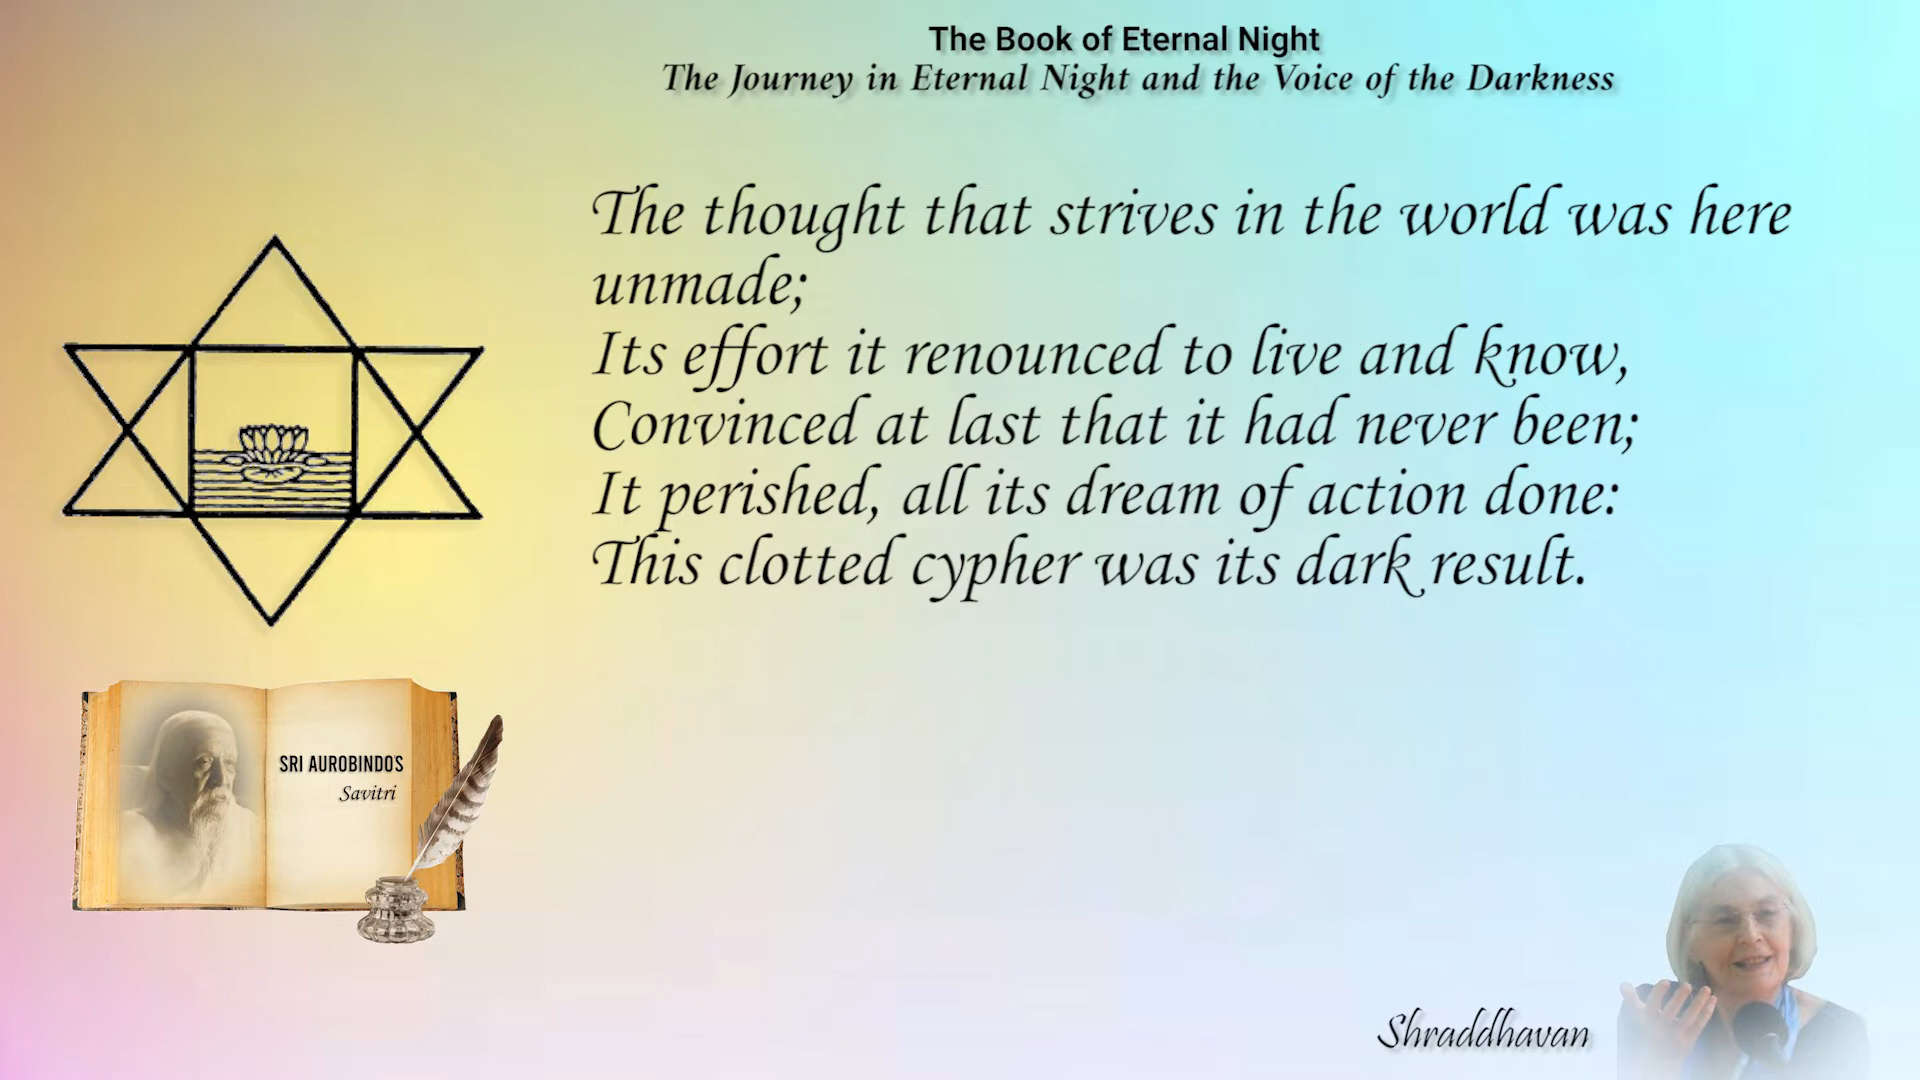 The Book of Eternal Night
The Journey in Eternal Night and the Voice of the Darkness
The thought that strives in the world was here
unmade;
Its effort it renounced to live and know,
Convinced at last that it had never been;
It perished, all its dream of action done:
This clotted cypher was its dark result.
SRI AUROBINDO'S
Savitri
Shraddhavan